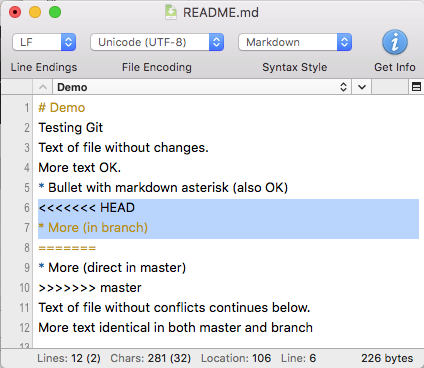 README.md
LF Unicode (UTF-8) Markdown i
Line Endings File Encoding Syntax Style Get Info
Demo
1 # Demo
2 Testing Git
3 Text of file without changes.
4 More text OK.
5 * Bullet with markdown asterisk (also OK)
6 <<<<<<< HEAD
7 * More (in branch)
8 =======
9 * More (direct in master)
10 >>>>>>> master
11 Text of file without conflicts continues below.
12 More text identical in both master and branch
13
Lines: 12 (2) Chars: 281 (32) Location: 106 Line: 6 226 bytes